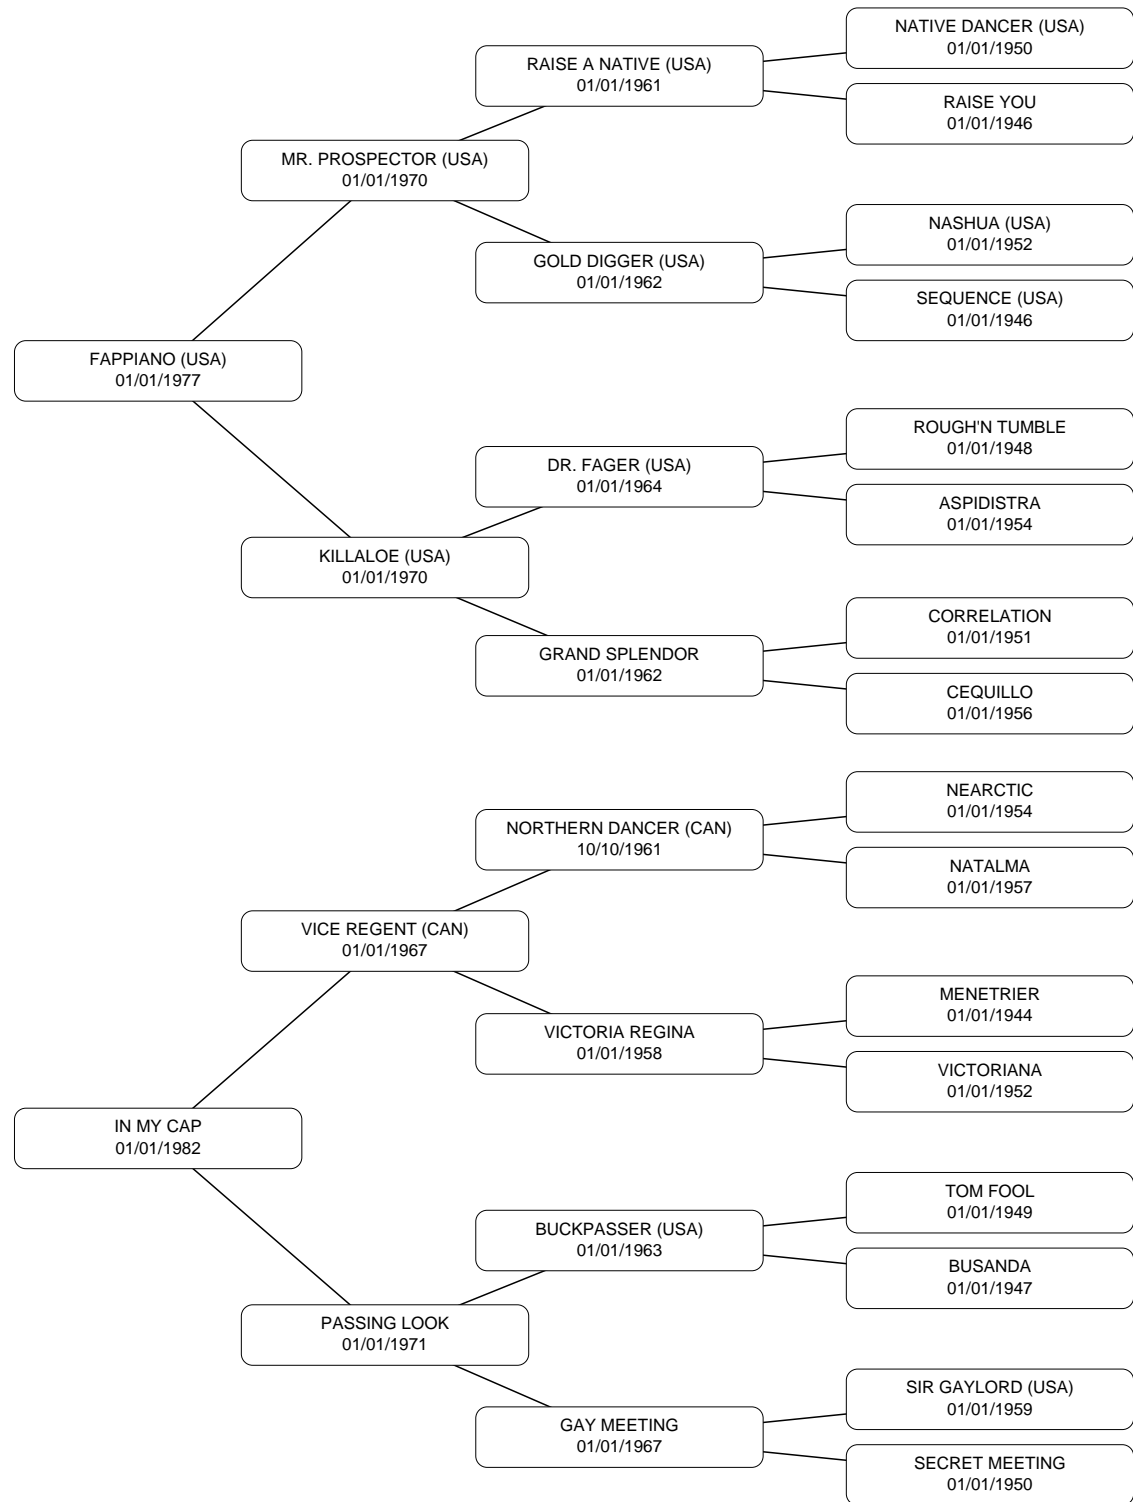 NATIVE DANCER (USA)
01/01/1950
RAISE A NATIVE (USA)
01/01/1961
RAISE YOU
01/01/1946
MR. PROSPECTOR (USA)
01/01/1970
NASHUA (USA)
01/01/1952
GOLD DIGGER (USA)
01/01/1962
SEQUENCE (USA)
01/01/1946
FAPPIANO (USA)
01/01/1977
ROUGH'N TUMBLE
01/01/1948
DR. FAGER (USA)
01/01/1964
ASPIDISTRA
01/01/1954
KILLALOE (USA)
01/01/1970
CORRELATION
01/01/1951
GRAND SPLENDOR
01/01/1962
CEQUILLO
01/01/1956
NEARCTIC
01/01/1954
NORTHERN DANCER (CAN)
10/10/1961
NATALMA
01/01/1957
VICE REGENT (CAN)
01/01/1967
MENETRIER
01/01/1944
VICTORIA REGINA
01/01/1958
VICTORIANA
01/01/1952
IN MY CAP
01/01/1982
TOM FOOL
01/01/1949
BUCKPASSER (USA)
01/01/1963
BUSANDA
01/01/1947
PASSING LOOK
01/01/1971
SIR GAYLORD (USA)
01/01/1959
GAY MEETING
01/01/1967
SECRET MEETING
01/01/1950